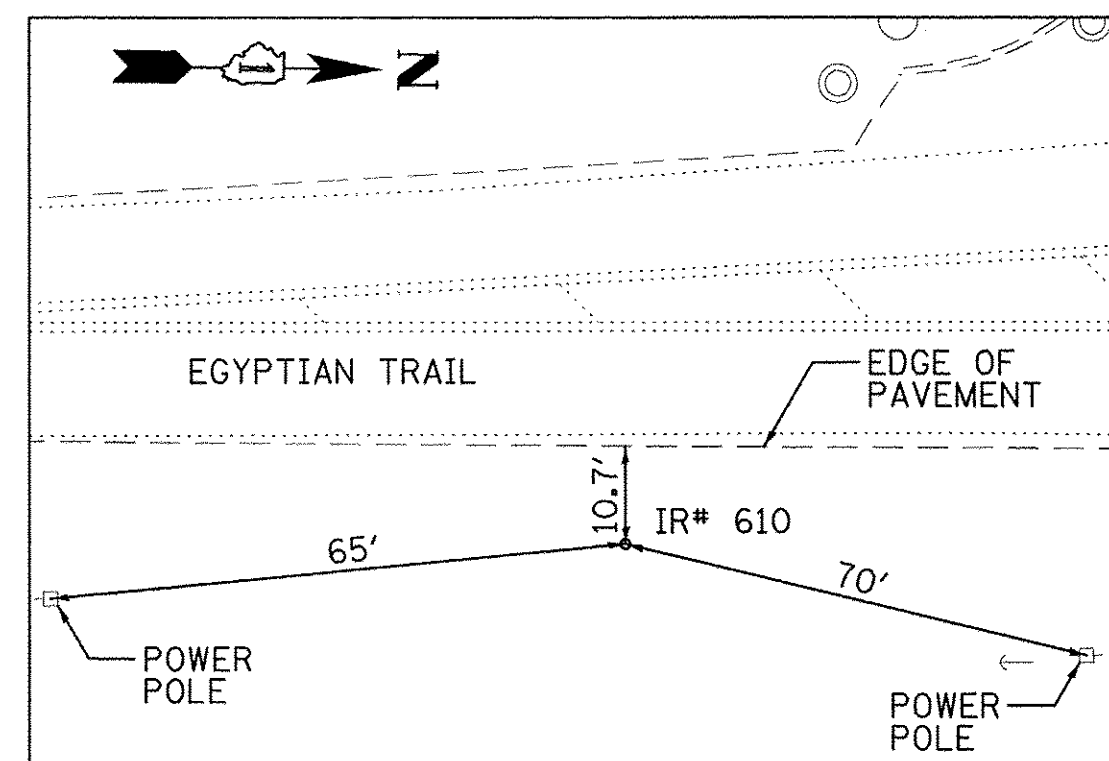 N
EGYPTIAN TRAIL
EDGE OF
PAVEMENT
10.7'
IR# 610
65'
70'
POWER
POLE
POWER
POLE